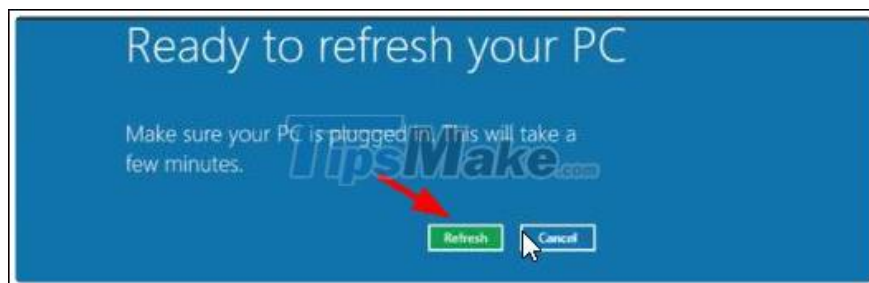 Ready to refresh your PC
Make sure your PC is plugged in. This will take a
few minutes.
TipsMake.com
Refresh
Cancel